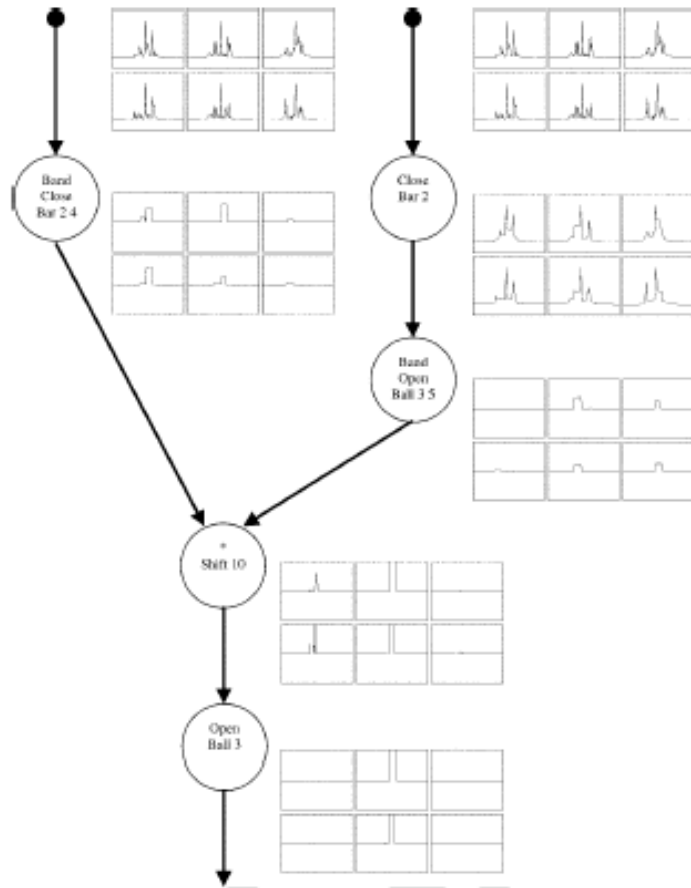 Band
Close
Bar 2 4
Close
Bar 2
Band
Open
Ball 3 5
*
Shift 10
Open
Ball 3